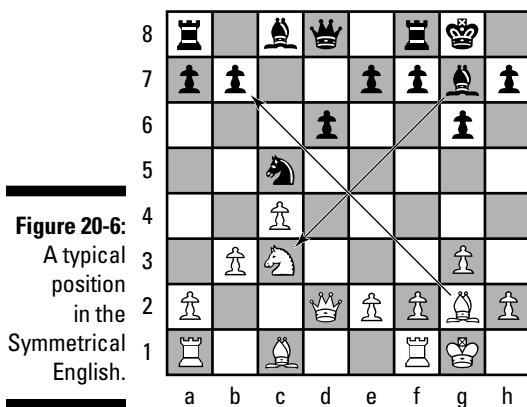 8
7
6
5
4
3
2
1
a b c d e f g h
Figure 20-6:
A typical
position
in the
Symmetrical
English.